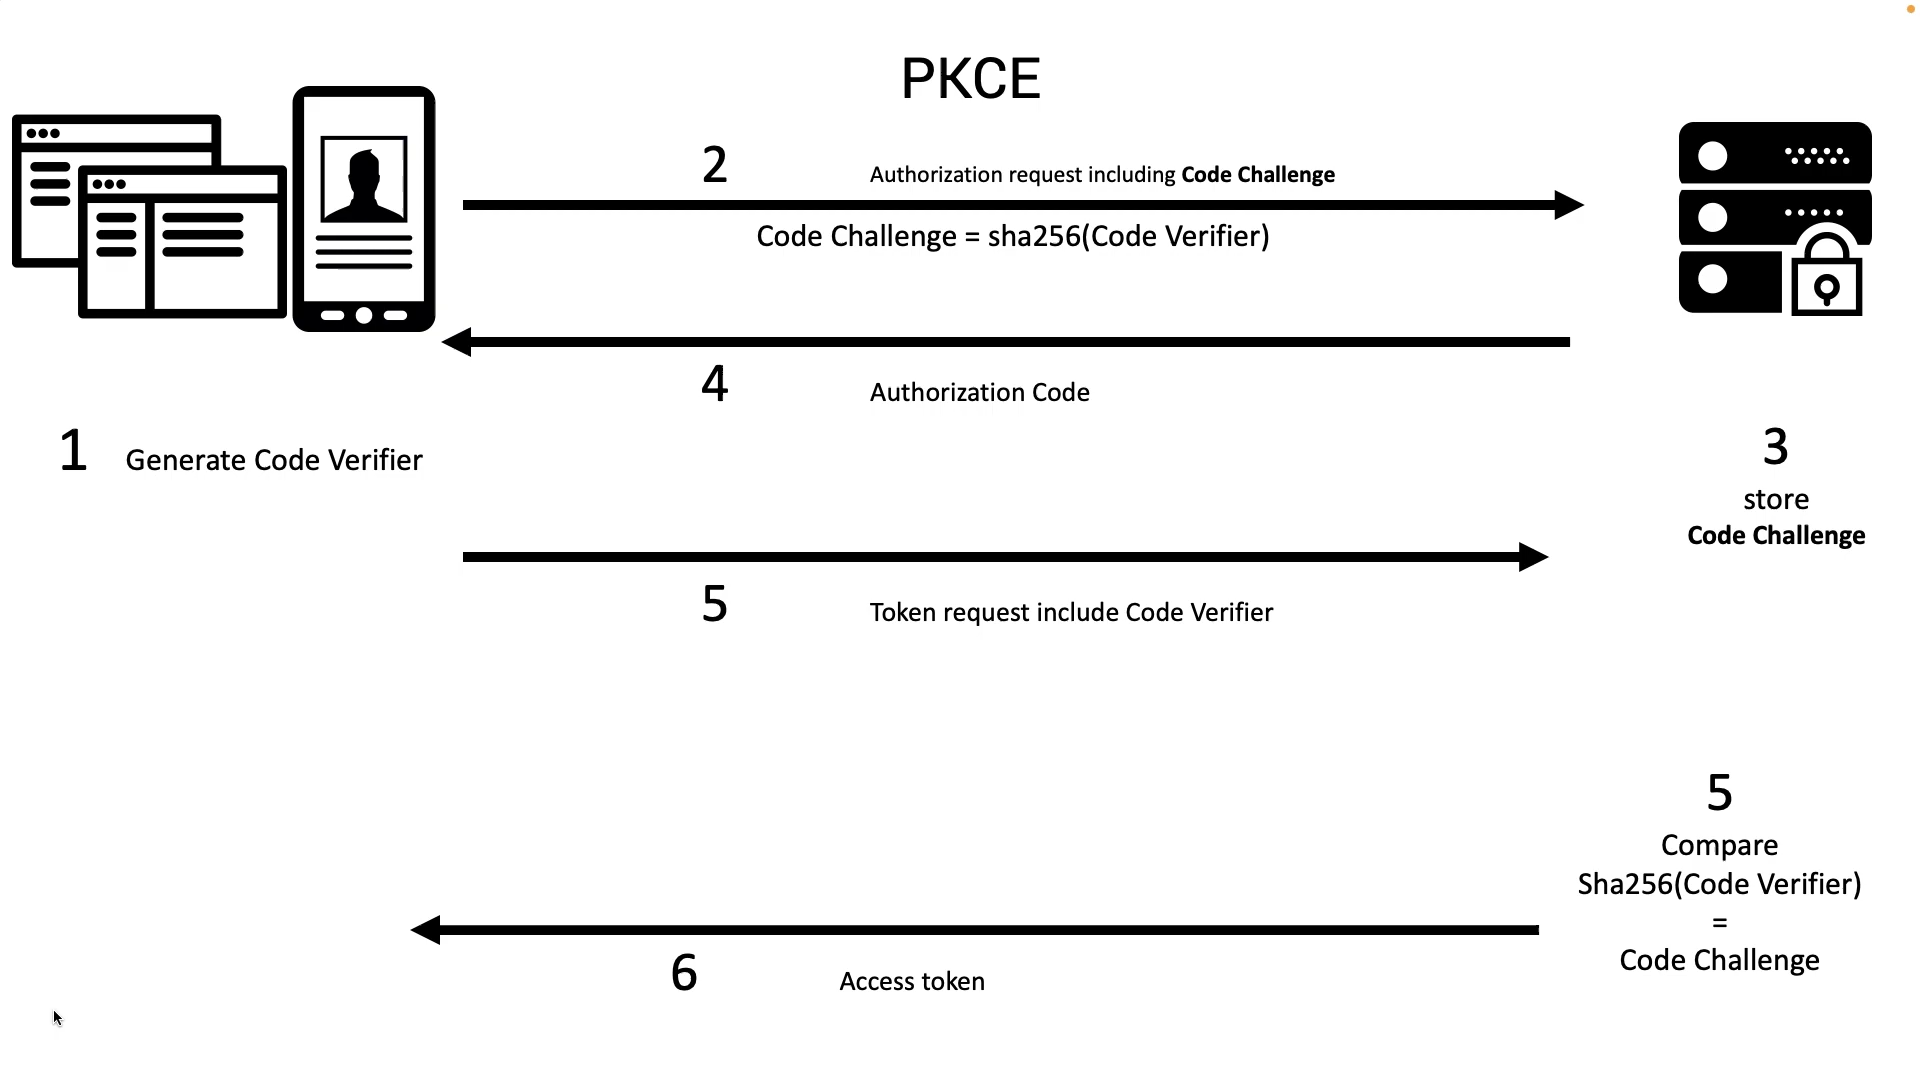 PKCE
2
Authorization request including Code Challenge
Code Challenge = sha256(Code Verifier)
4
Authorization Code
1
Generate Code Verifier
3
store
Code Challenge
5
Token request include Code Verifier
5
Compare
Sha256(Code Verifier)
=
Code Challenge
6
Access token